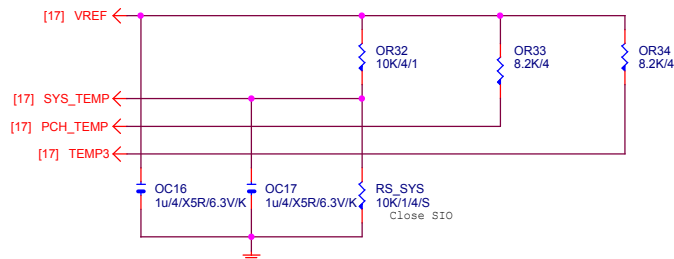 [17] VREF
OR32
10K/4/1
OR33
8.2K/4
OR34
8.2K/4
[17] SYS_TEMP
[17] PCH_TEMP
[17] TEMP3
OC16
1u/4/X5R/6.3V/K
OC17
1u/4/X5R/6.3V/K
RS_SYS
10K/1/4/S
Close SIO